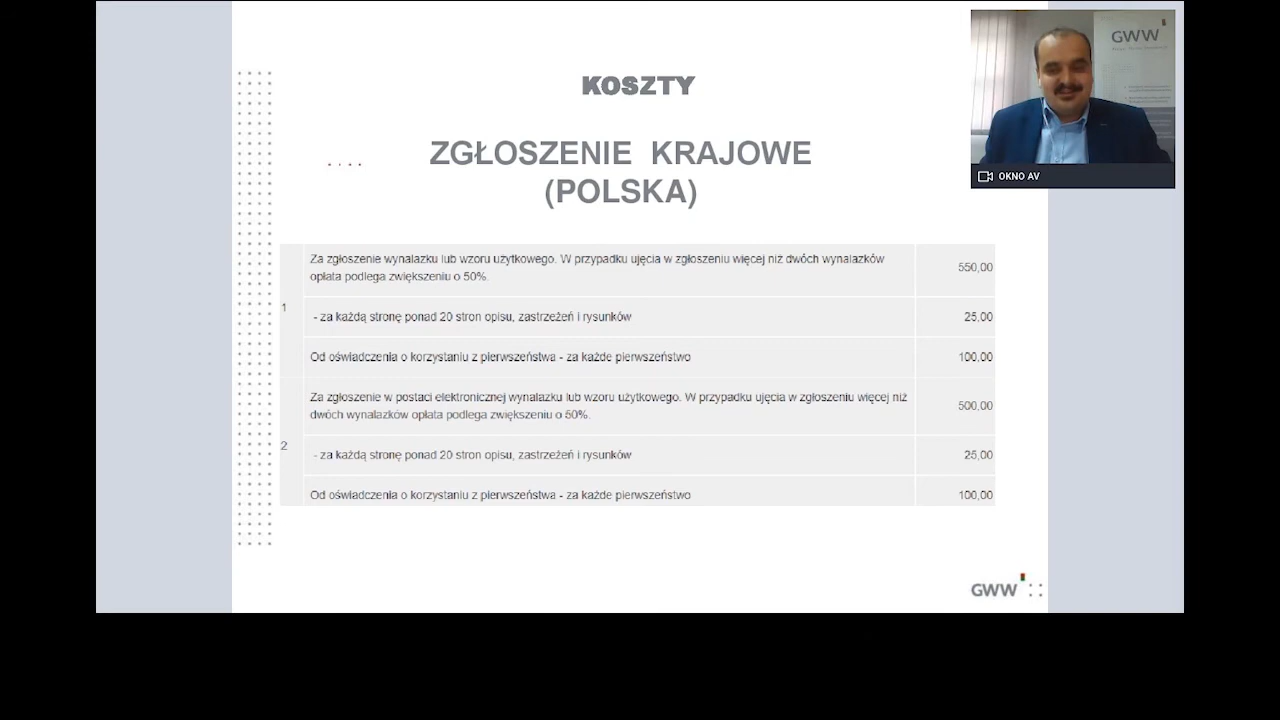 KOSZTY
ZGŁOSZENIE KRAJOWE
(POLSKA)
GWW
OKNO AV
1
Za zgłoszenie wynalazku lub wzoru użytkowego. W przypadku ujęcia w zgłoszeniu więcej niż dwóch wynalazków
opłata podlega zwiększeniu o 50%.
550,00
- za każdą stronę ponad 20 stron opisu, zastrzeżeń i rysunków
25,00
Od oświadczenia o korzystaniu z pierwszeństwa - za każde pierwszeństwo
100,00
2
Za zgłoszenie w postaci elektronicznej wynalazku lub wzoru użytkowego. W przypadku ujęcia w zgłoszeniu więcej niż
dwóch wynalazków opłata podlega zwiększeniu o 50%.
500,00
- za każdą stronę ponad 20 stron opisu, zastrzeżeń i rysunków
25,00
Od oświadczenia o korzystaniu z pierwszeństwa - za każde pierwszeństwo
100,00
GWW